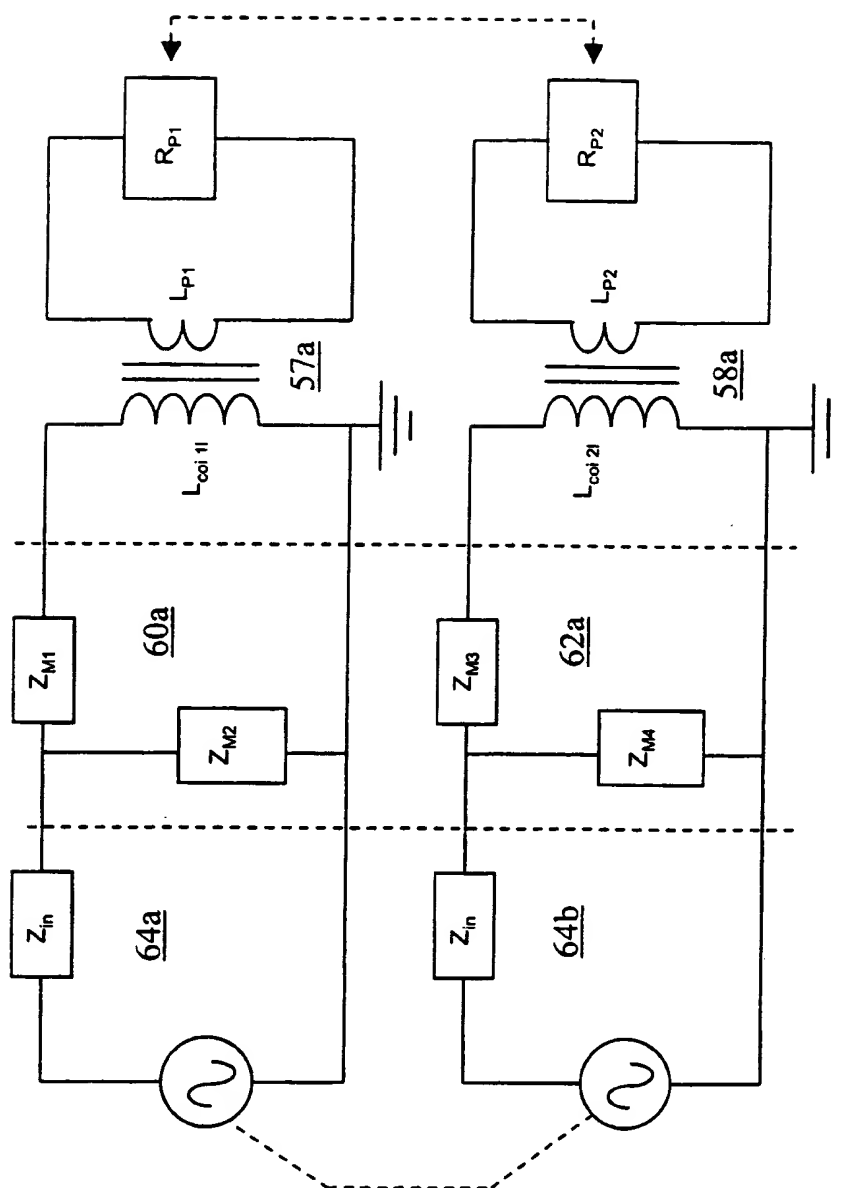 R_P1
L_P1
57a
L_coi 1l
60a
Z_M1
Z_M2
Z_in
64a
R_P2
L_P2
58a
L_coi 2l
62a
Z_M3
Z_M4
Z_in
64b